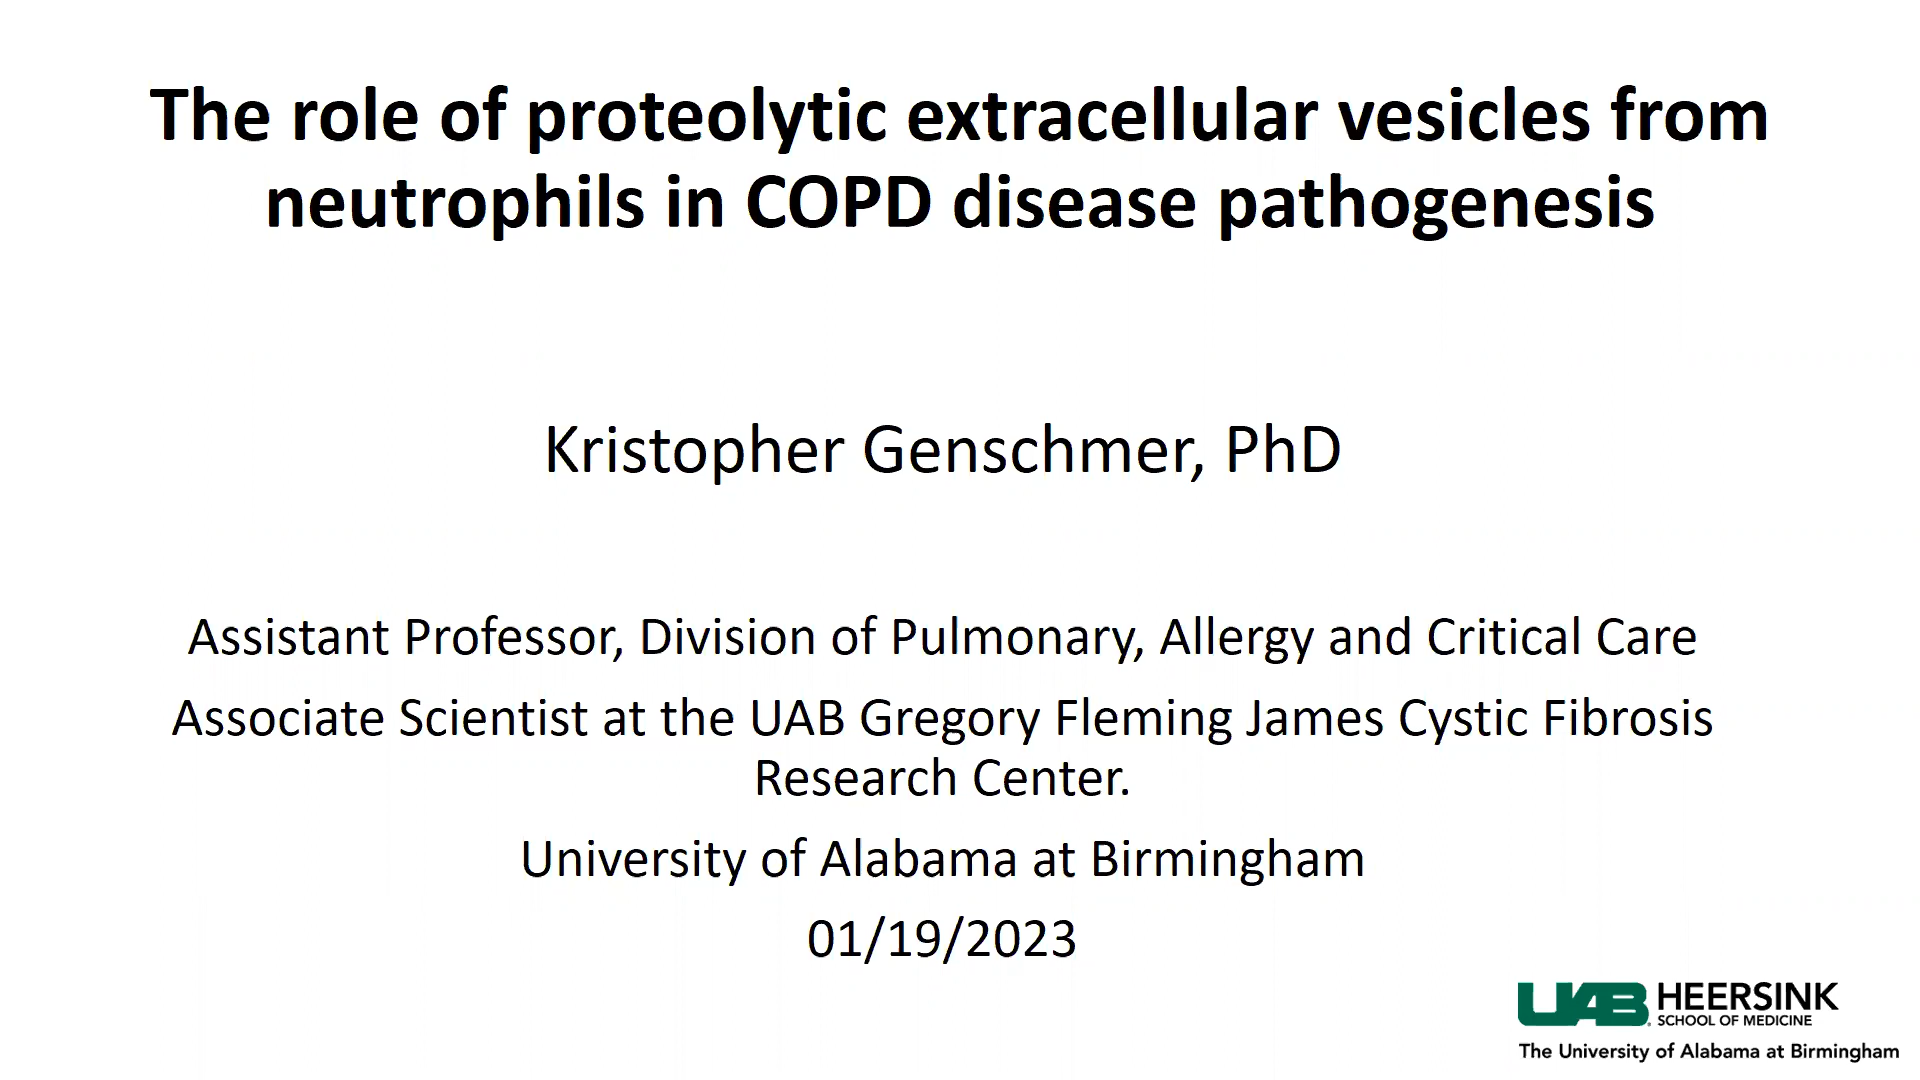 The role of proteolytic extracellular vesicles from
neutrophils in COPD disease pathogenesis
Kristopher Genschmer, PhD
Assistant Professor, Division of Pulmonary, Allergy and Critical Care
Associate Scientist at the UAB Gregory Fleming James Cystic Fibrosis
Research Center.
University of Alabama at Birmingham
01/19/2023
UAB HEERSINK
SCHOOL OF MEDICINE
The University of Alabama at Birmingham